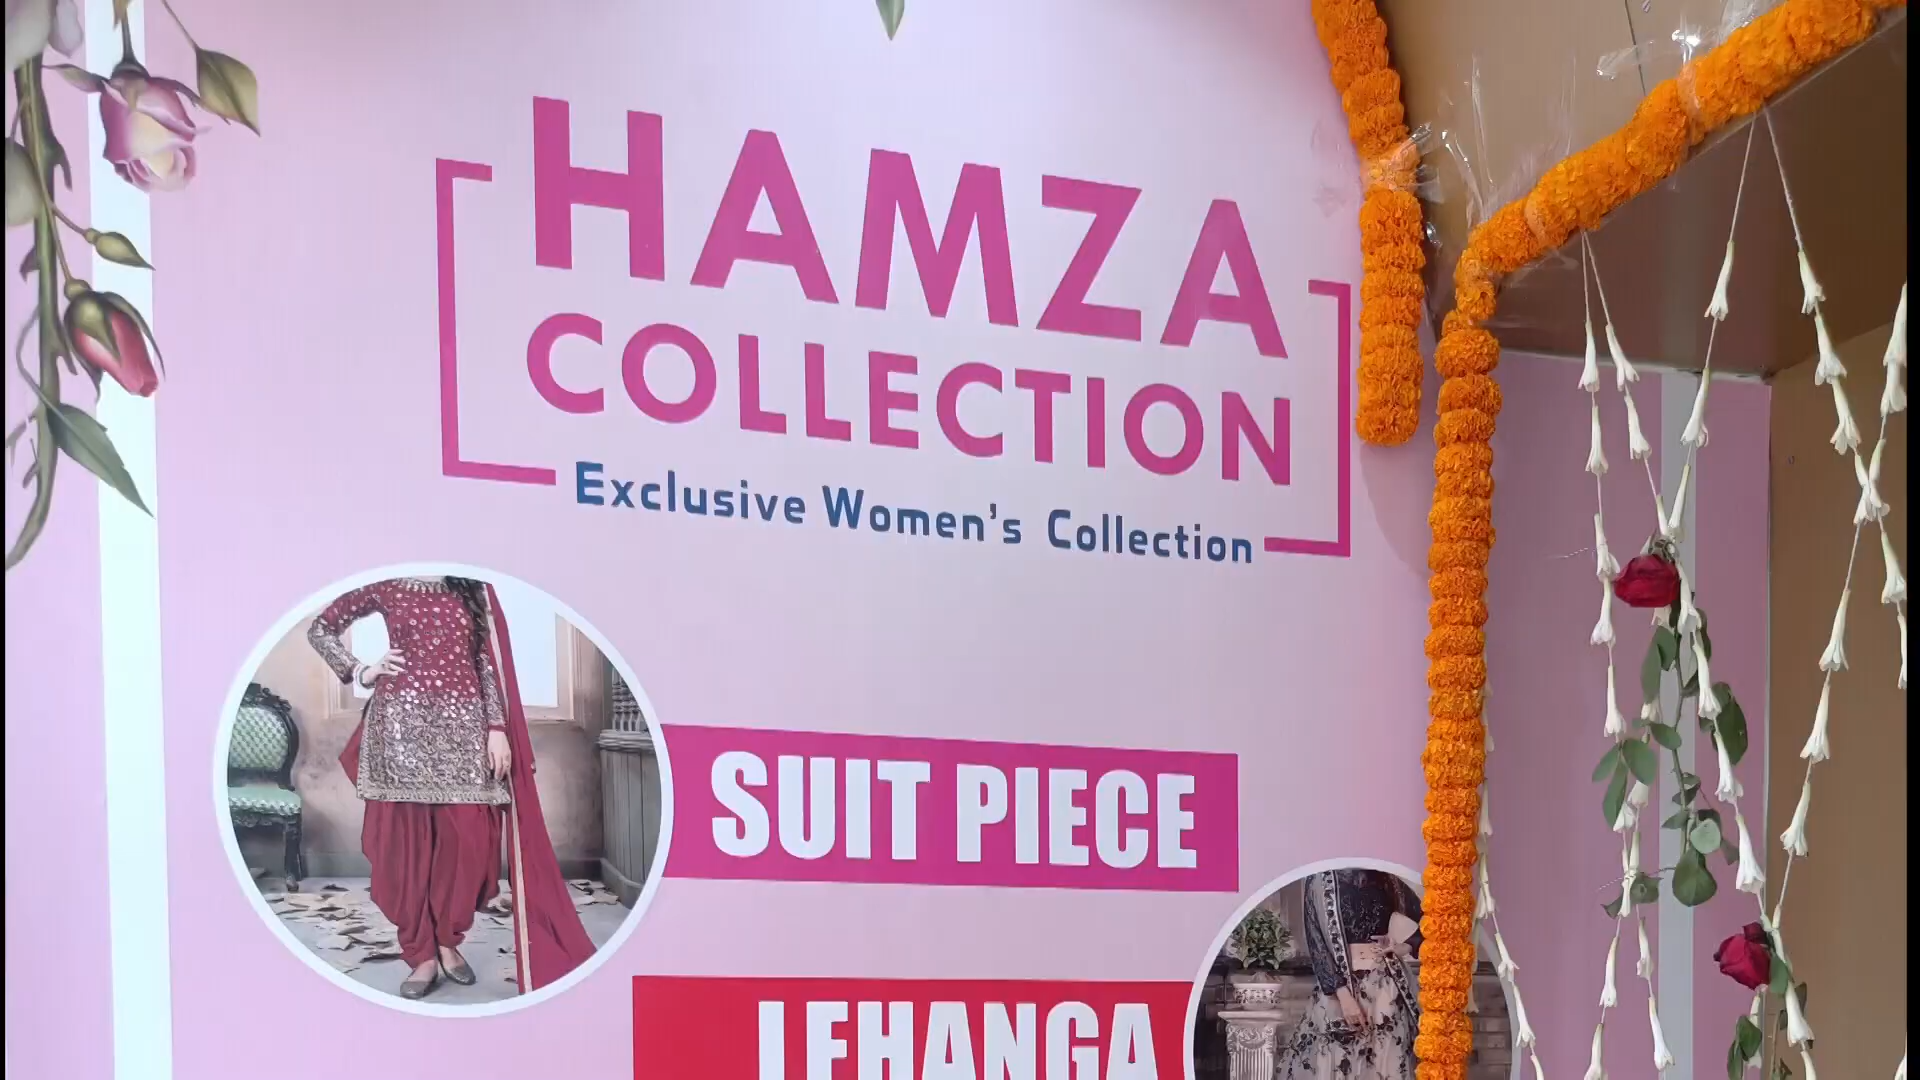 HAMZA
COLLECTION
Exclusive Women's Collection
SUIT PIECE
LEHANGA